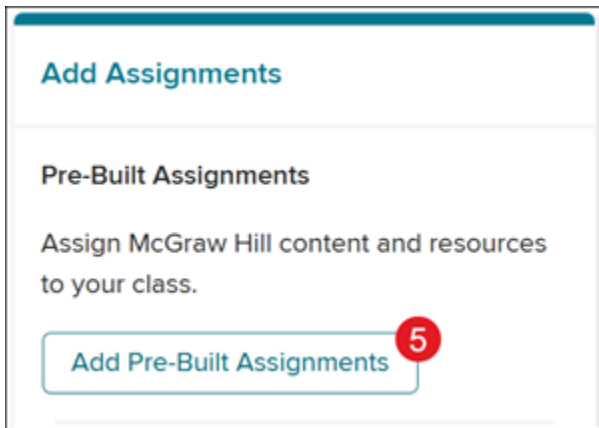 Add Assignments
Pre-Built Assignments
Assign McGraw Hill content and resources
to your class.
5
Add Pre-Built Assignments